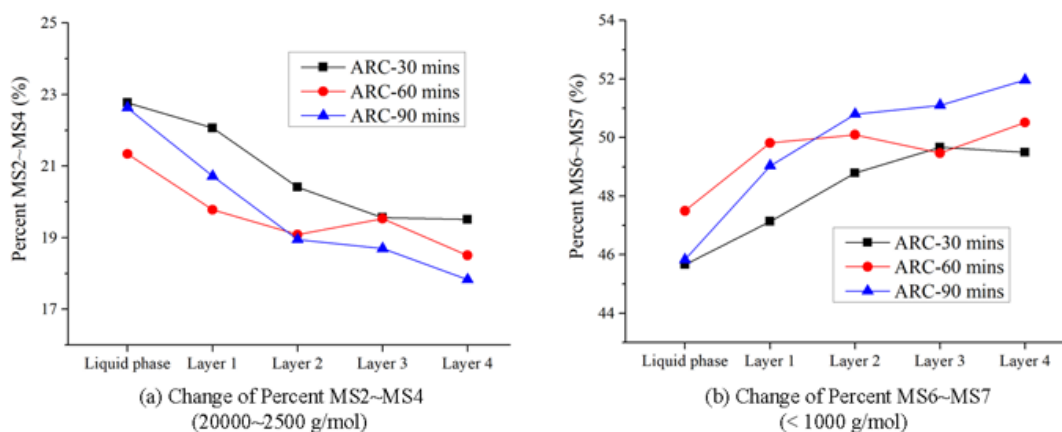 25
23
21
19
17
Percent MS2~MS4 (%)
ARC-30 mins
ARC-60 mins
ARC-90 mins
Liquid phase Layer 1 Layer 2 Layer 3 Layer 4
(a) Change of Percent MS2~MS4
(20000~2500 g/mol)
54
52
50
48
46
44
Percent MS6~MS7 (%)
ARC-30 mins
ARC-60 mins
ARC-90 mins
Liquid phase Layer 1 Layer 2 Layer 3 Layer 4
(b) Change of Percent MS6~MS7
(< 1000 g/mol)